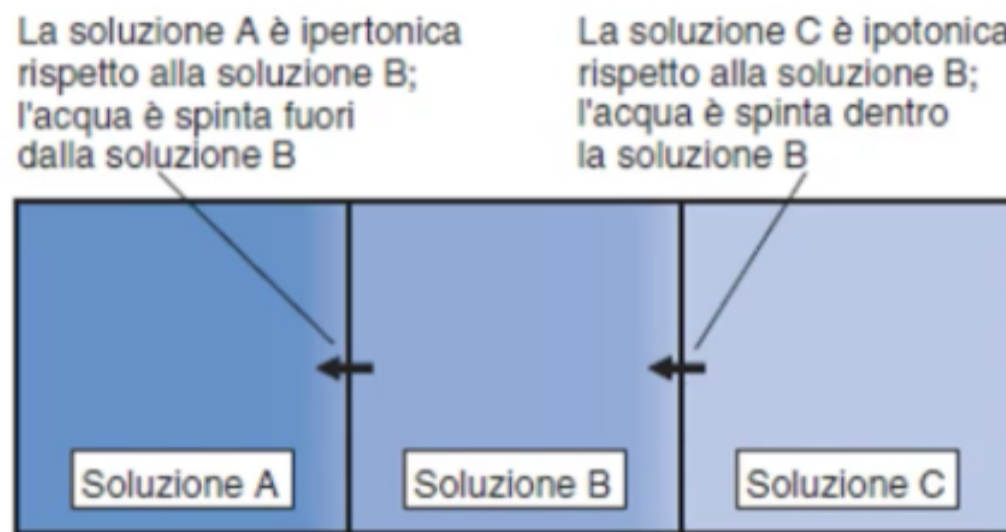 La soluzione A è ipertonica
rispetto alla soluzione B;
l'acqua è spinta fuori
dalla soluzione B
La soluzione C è ipotonica
rispetto alla soluzione B;
l'acqua è spinta dentro
la soluzione B
Soluzione A
Soluzione B
Soluzione C